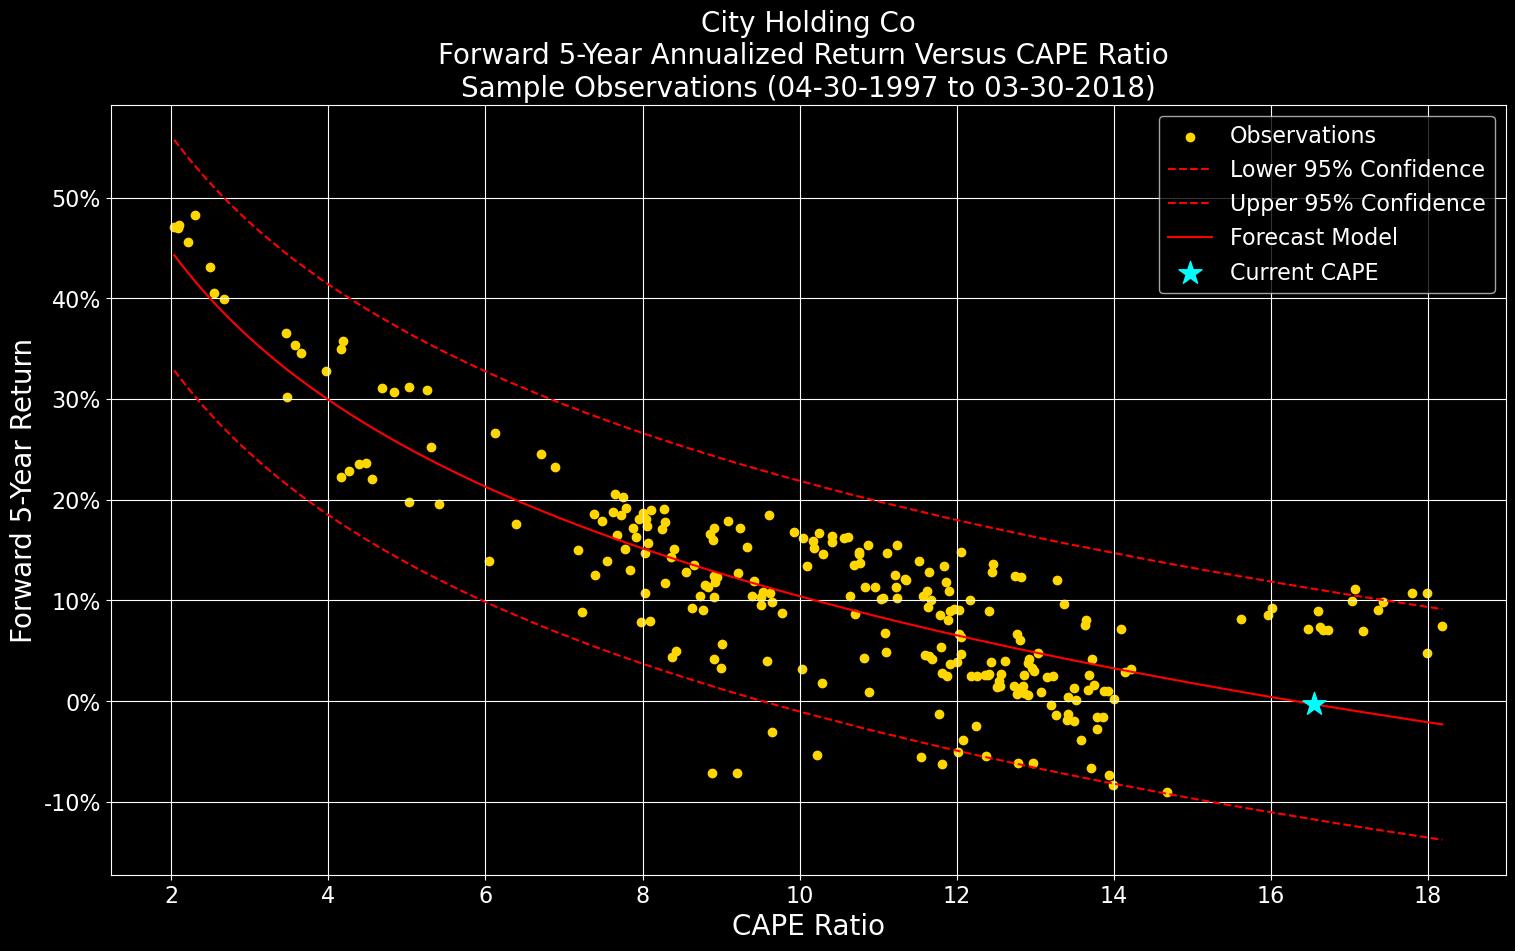 City Holding Co
Forward 5-Year Annualized Return Versus CAPE Ratio
Sample Observations (04-30-1997 to 03-30-2018)
Observations
Lower 95% Confidence
Upper 95% Confidence
Forecast Model
Current CAPE
Forward 5-Year Return
50%
40%
30%
20%
10%
0%
-10%
2 4 6 8 10 12 14 16 18
CAPE Ratio